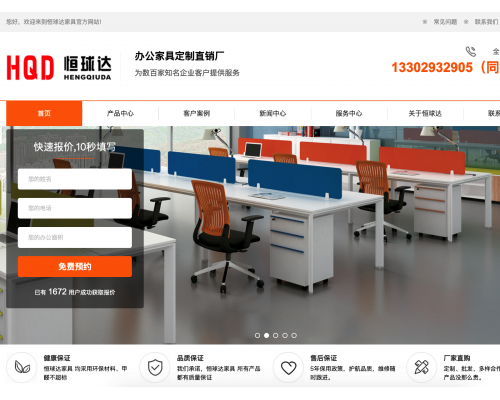 您好，欢迎来到恒球达家具官方网站!
常见问题
联系我们
HQD 恒球达
HENGQIUDA
办公家具定制直销厂
为数百家知名企业客户提供服务
全
13302932905（同
首页
产品中心
客户案例
新闻中心
服务中心
关于恒球达
联系
快速报价,10秒填写
您的姓名
您的电话
您的办公面积
免费预约
已有 1672 用户成功获取报价
健康保证
恒球达家具 均采用环保材料、甲
醛不超标
品质保证
我们承诺，恒球达家具 所有产品
都有质量保证
售后保证
5年保用政策，护航品质，维修随
时跟进。
厂家直购
定制、批发，多样合作
产品没那么贵。